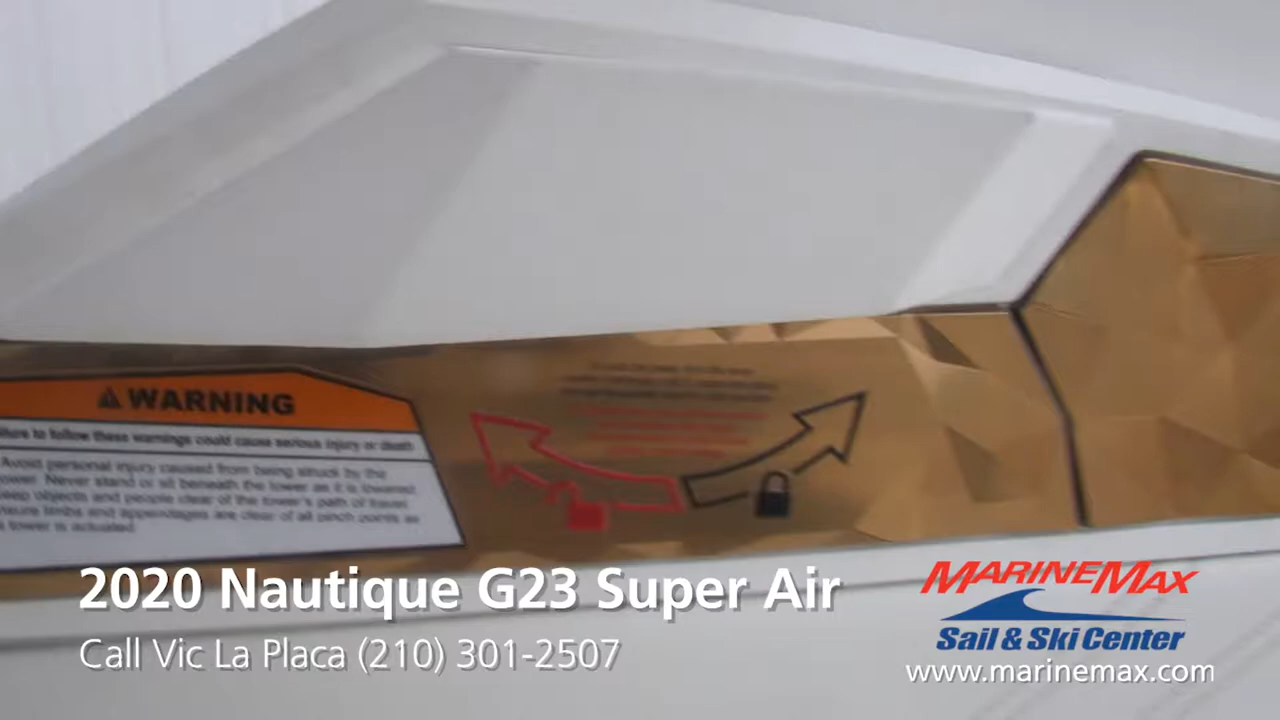 WARNING
to follow these warnings could cause serious injury or death
Avoid personal injury caused from being struck by the
Never stand or sit beneath the tower as it is lowered.
objects and people clear of the tower's path of travel.
limbs and appendages are clear of all pinch points as
tower is actuated
2020 Nautique G23 Super Air
Call Vic La Placa (210) 301-2507
MARINEMAX
Sail & Ski Center
www.marinemax.com